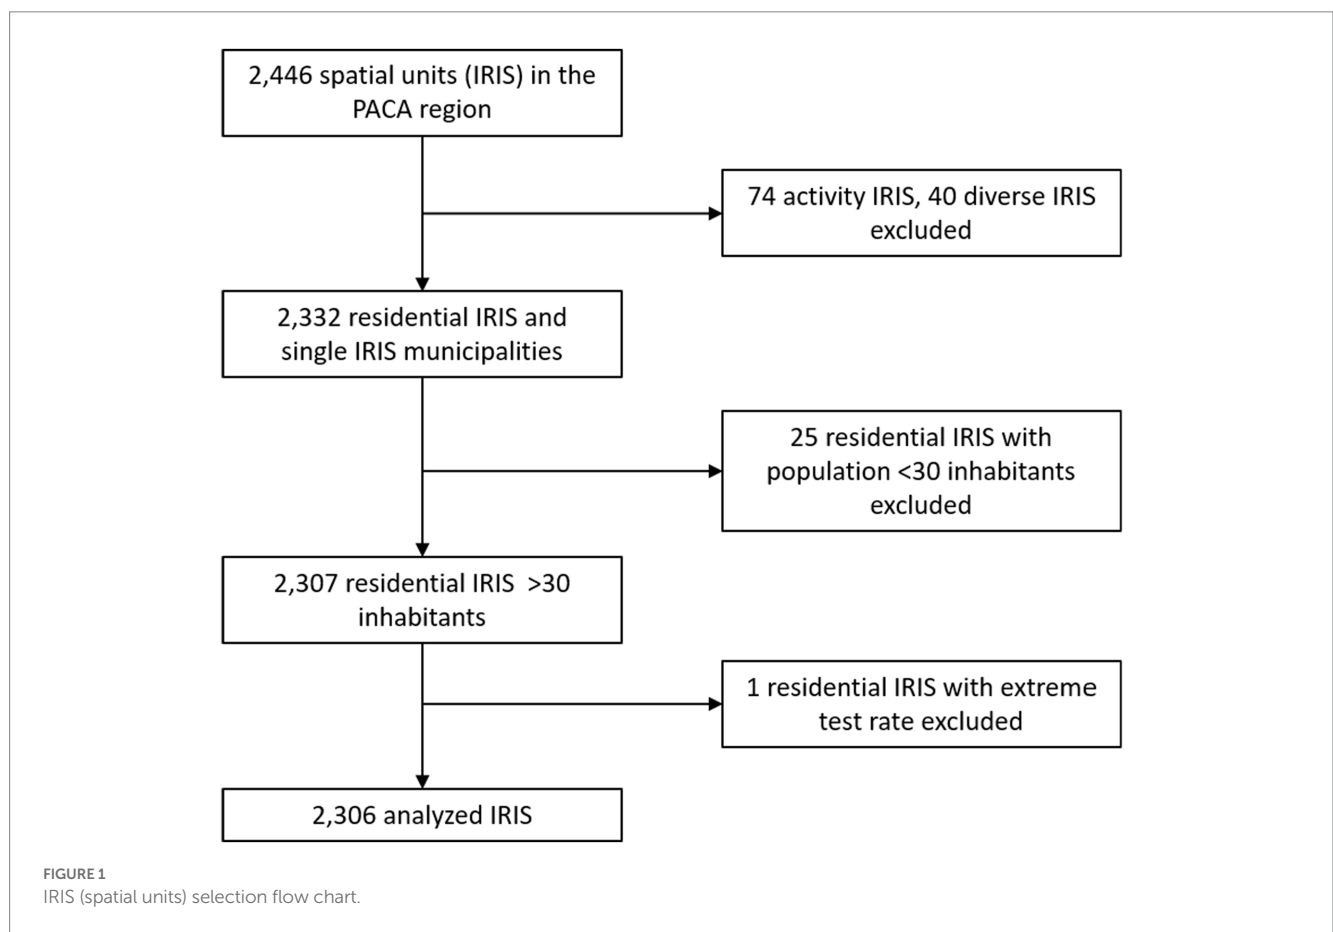 2,446 spatial units (IRIS) in the
PACA region
74 activity IRIS, 40 diverse IRIS
excluded
2,332 residential IRIS and
single IRIS municipalities
25 residential IRIS with
population <30 inhabitants
excluded
2,307 residential IRIS  >30
inhabitants
1 residential IRIS with extreme
test rate excluded
2,306 analyzed IRIS
FIGURE 1
IRIS (spatial units) selection flow chart.